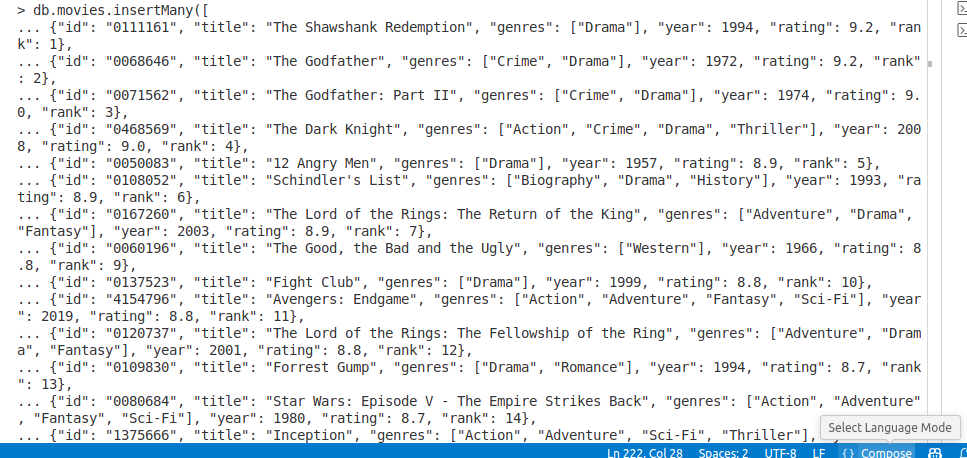 > db.movies.insertMany([
... {"id": "0111161", "title": "The Shawshank Redemption", "genres": ["Drama"], "year": 1994, "rating": 9.2, "ran
k": 1},
... {"id": "0068646", "title": "The Godfather", "genres": ["Crime", "Drama"], "year": 1972, "rating": 9.2, "rank"
: 2},
... {"id": "0071562", "title": "The Godfather: Part II", "genres": ["Crime", "Drama"], "year": 1974, "rating": 9.
0, "rank": 3},
... {"id": "0468569", "title": "The Dark Knight", "genres": ["Action", "Crime", "Drama", "Thriller"], "year": 200
8, "rating": 9.0, "rank": 4},
... {"id": "0050083", "title": "12 Angry Men", "genres": ["Drama"], "year": 1957, "rating": 8.9, "rank": 5},
... {"id": "0108052", "title": "Schindler's List", "genres": ["Biography", "Drama", "History"], "year": 1993, "ra
ting": 8.9, "rank": 6},
... {"id": "0167260", "title": "The Lord of the Rings: The Return of the King", "genres": ["Adventure", "Drama",
"Fantasy"], "year": 2003, "rating": 8.9, "rank": 7},
... {"id": "0060196", "title": "The Good, the Bad and the Ugly", "genres": ["Western"], "year": 1966, "rating": 8
.8, "rank": 9},
... {"id": "0137523", "title": "Fight Club", "genres": ["Drama"], "year": 1999, "rating": 8.8, "rank": 10},
... {"id": "4154796", "title": "Avengers: Endgame", "genres": ["Action", "Adventure", "Fantasy", "Sci-Fi"], "year
": 2019, "rating": 8.8, "rank": 11},
... {"id": "0120737", "title": "The Lord of the Rings: The Fellowship of the Ring", "genres": ["Adventure", "Dram
a", "Fantasy"], "year": 2001, "rating": 8.8, "rank": 12},
... {"id": "0109830", "title": "Forrest Gump", "genres": ["Drama", "Romance"], "year": 1994, "rating": 8.7, "rank
": 13},
... {"id": "0080684", "title": "Star Wars: Episode V - The Empire Strikes Back", "genres": ["Action", "Adventure"
, "Fantasy", "Sci-Fi"], "year": 1980, "rating": 8.7, "rank": 14},
... {"id": "1375666", "title": "Inception", "genres": ["Action", "Adventure", "Sci-Fi", "Thriller"],
Select Language Mode
Ln 222, Col 28 Spaces: 2 UTF-8 LF {} Compose